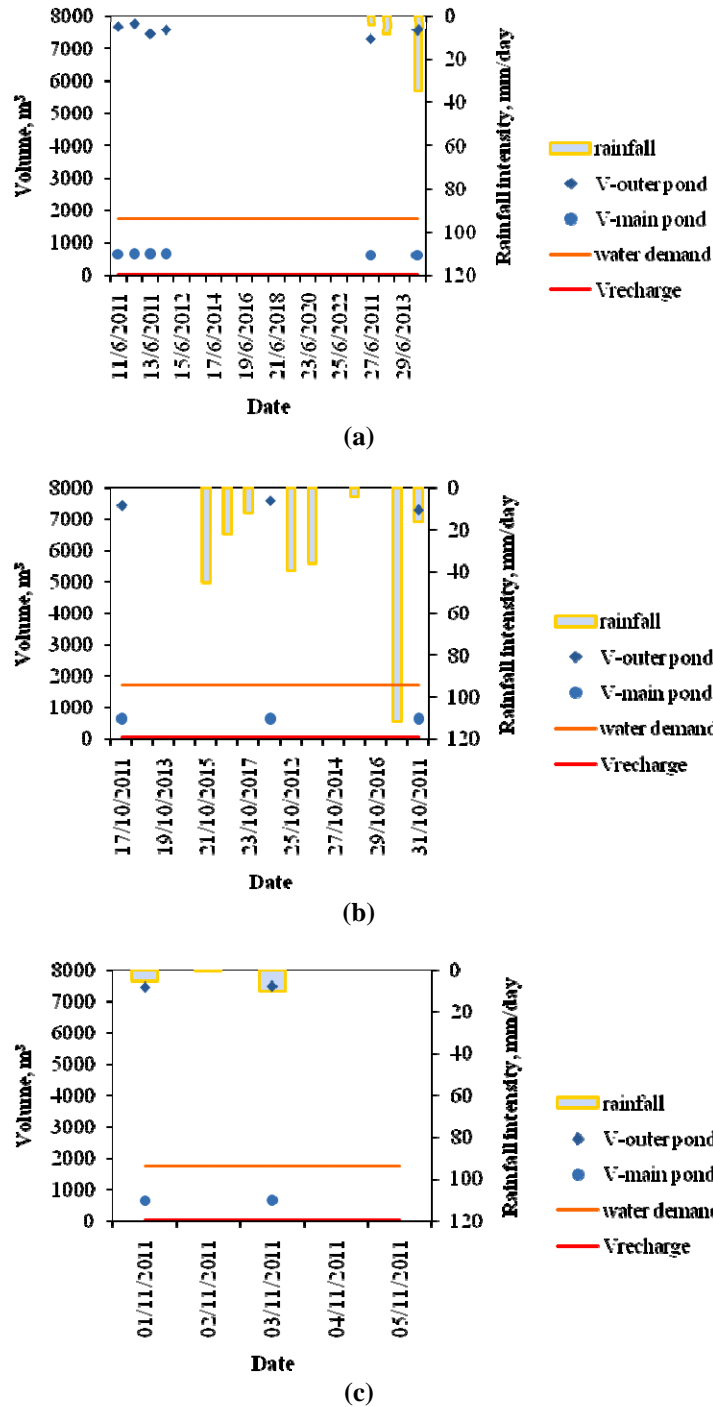 8000
7000
6000
5000
4000
3000
2000
1000
0
Volume, m³
0
20
40
60
80
100
120
Rainfall intensity, mm/day
11/6/2011
13/6/2011
15/6/2012
17/6/2014
19/6/2016
21/6/2018
23/6/2020
25/6/2022
27/6/2011
29/6/2013
Date
rainfall
V-outer pond
V-main pond
water demand
Vrecharge
(a)
8000
7000
6000
5000
4000
3000
2000
1000
0
Volume, m³
0
20
40
60
80
100
120
Rainfall intensity, mm/day
17/10/2011
19/10/2013
21/10/2015
23/10/2017
25/10/2012
27/10/2014
29/10/2016
31/10/2011
Date
rainfall
V-outer pond
V-main pond
water demand
Vrecharge
(b)
8000
7000
6000
5000
4000
3000
2000
1000
0
Volume, m³
0
20
40
60
80
100
120
Rainfall intensity, mm/day
01/11/2011
02/11/2011
03/11/2011
04/11/2011
05/11/2011
Date
rainfall
V-outer pond
V-main pond
water demand
Vrecharge
(c)